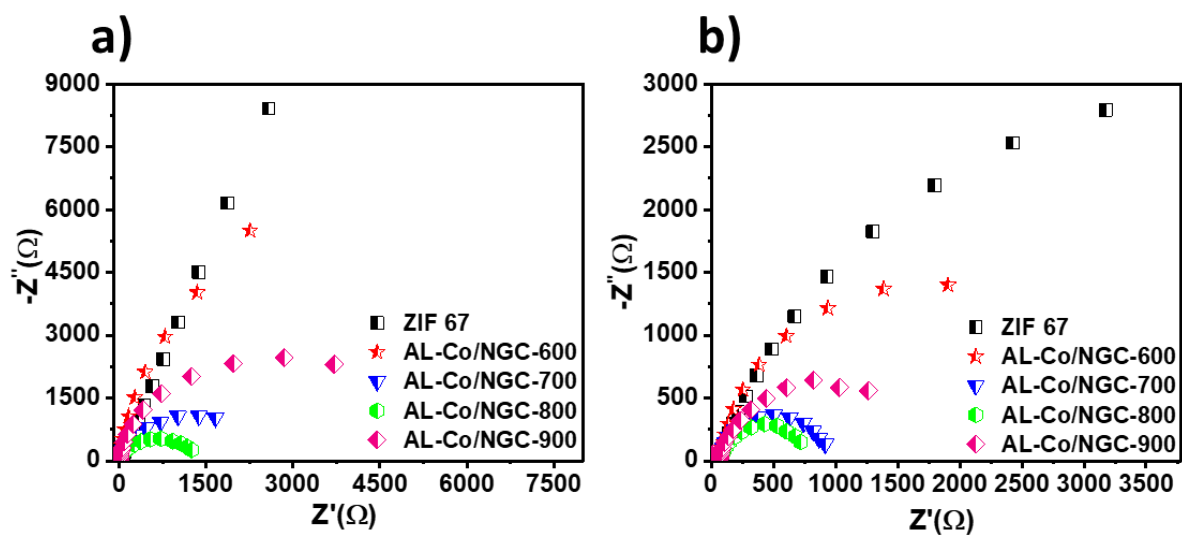 a)
9000
7500
6000
4500
3000
1500
0
-Z''(Ω)
ZIF 67
AL-Co/NGC-600
AL-Co/NGC-700
AL-Co/NGC-800
AL-Co/NGC-900
0 1500 3000 4500 6000 7500
Z'(Ω)
b)
3000
2500
2000
1500
1000
500
0
-Z''(Ω)
ZIF 67
AL-Co/NGC-600
AL-Co/NGC-700
AL-Co/NGC-800
AL-Co/NGC-900
0 500 1000 1500 2000 2500 3000 3500
Z'(Ω)